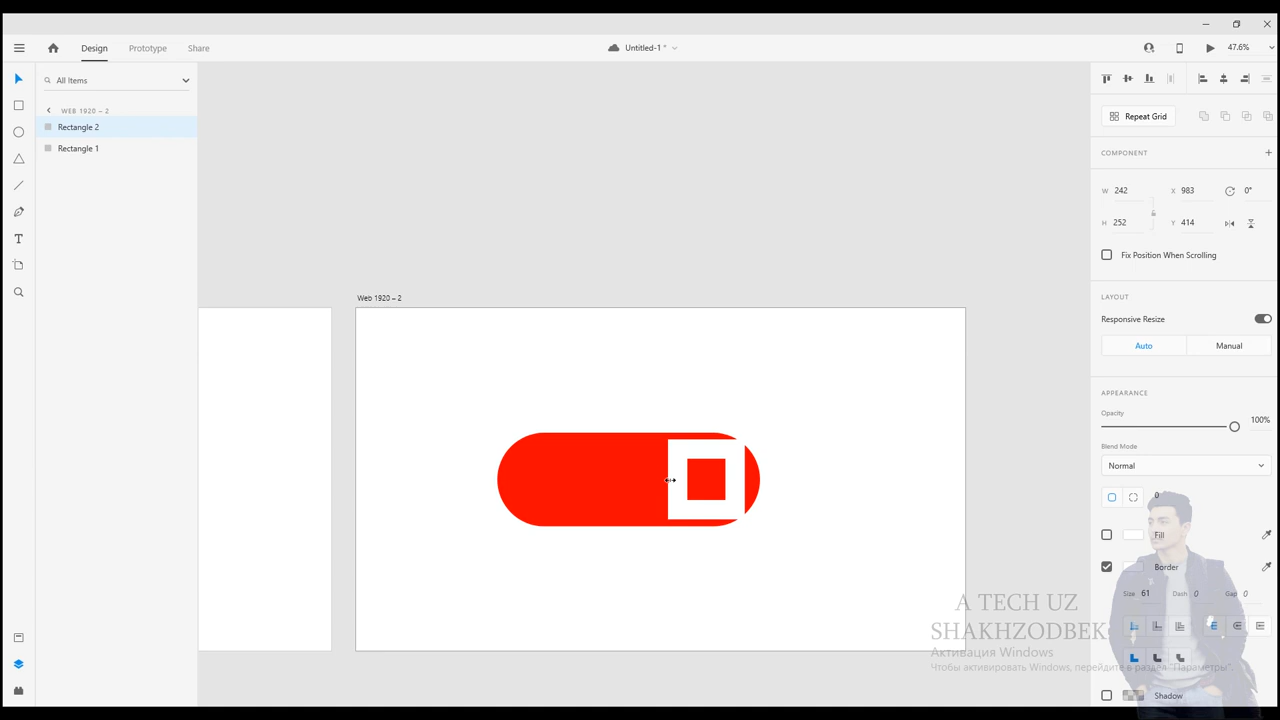 Design
Prototype
Share
Untitled-1 *
47.6%
All Items
WEB 1920 – 2
Rectangle 2
Rectangle 1
Web 1920 – 2
Repeat Grid
COMPONENT
W 242
X 983
0°
H 252
Y 414
Fix Position When Scrolling
LAYOUT
Responsive Resize
Auto
Manual
APPEARANCE
Opacity
100%
Blend Mode
Normal
0
Fill
Border
Size 61
Dash 0
Gap 0
A TECH UZ
SHAKHZODBEK
Активация Windows
Чтобы активировать Windows, перейдите в раздел "Параметры".
Shadow